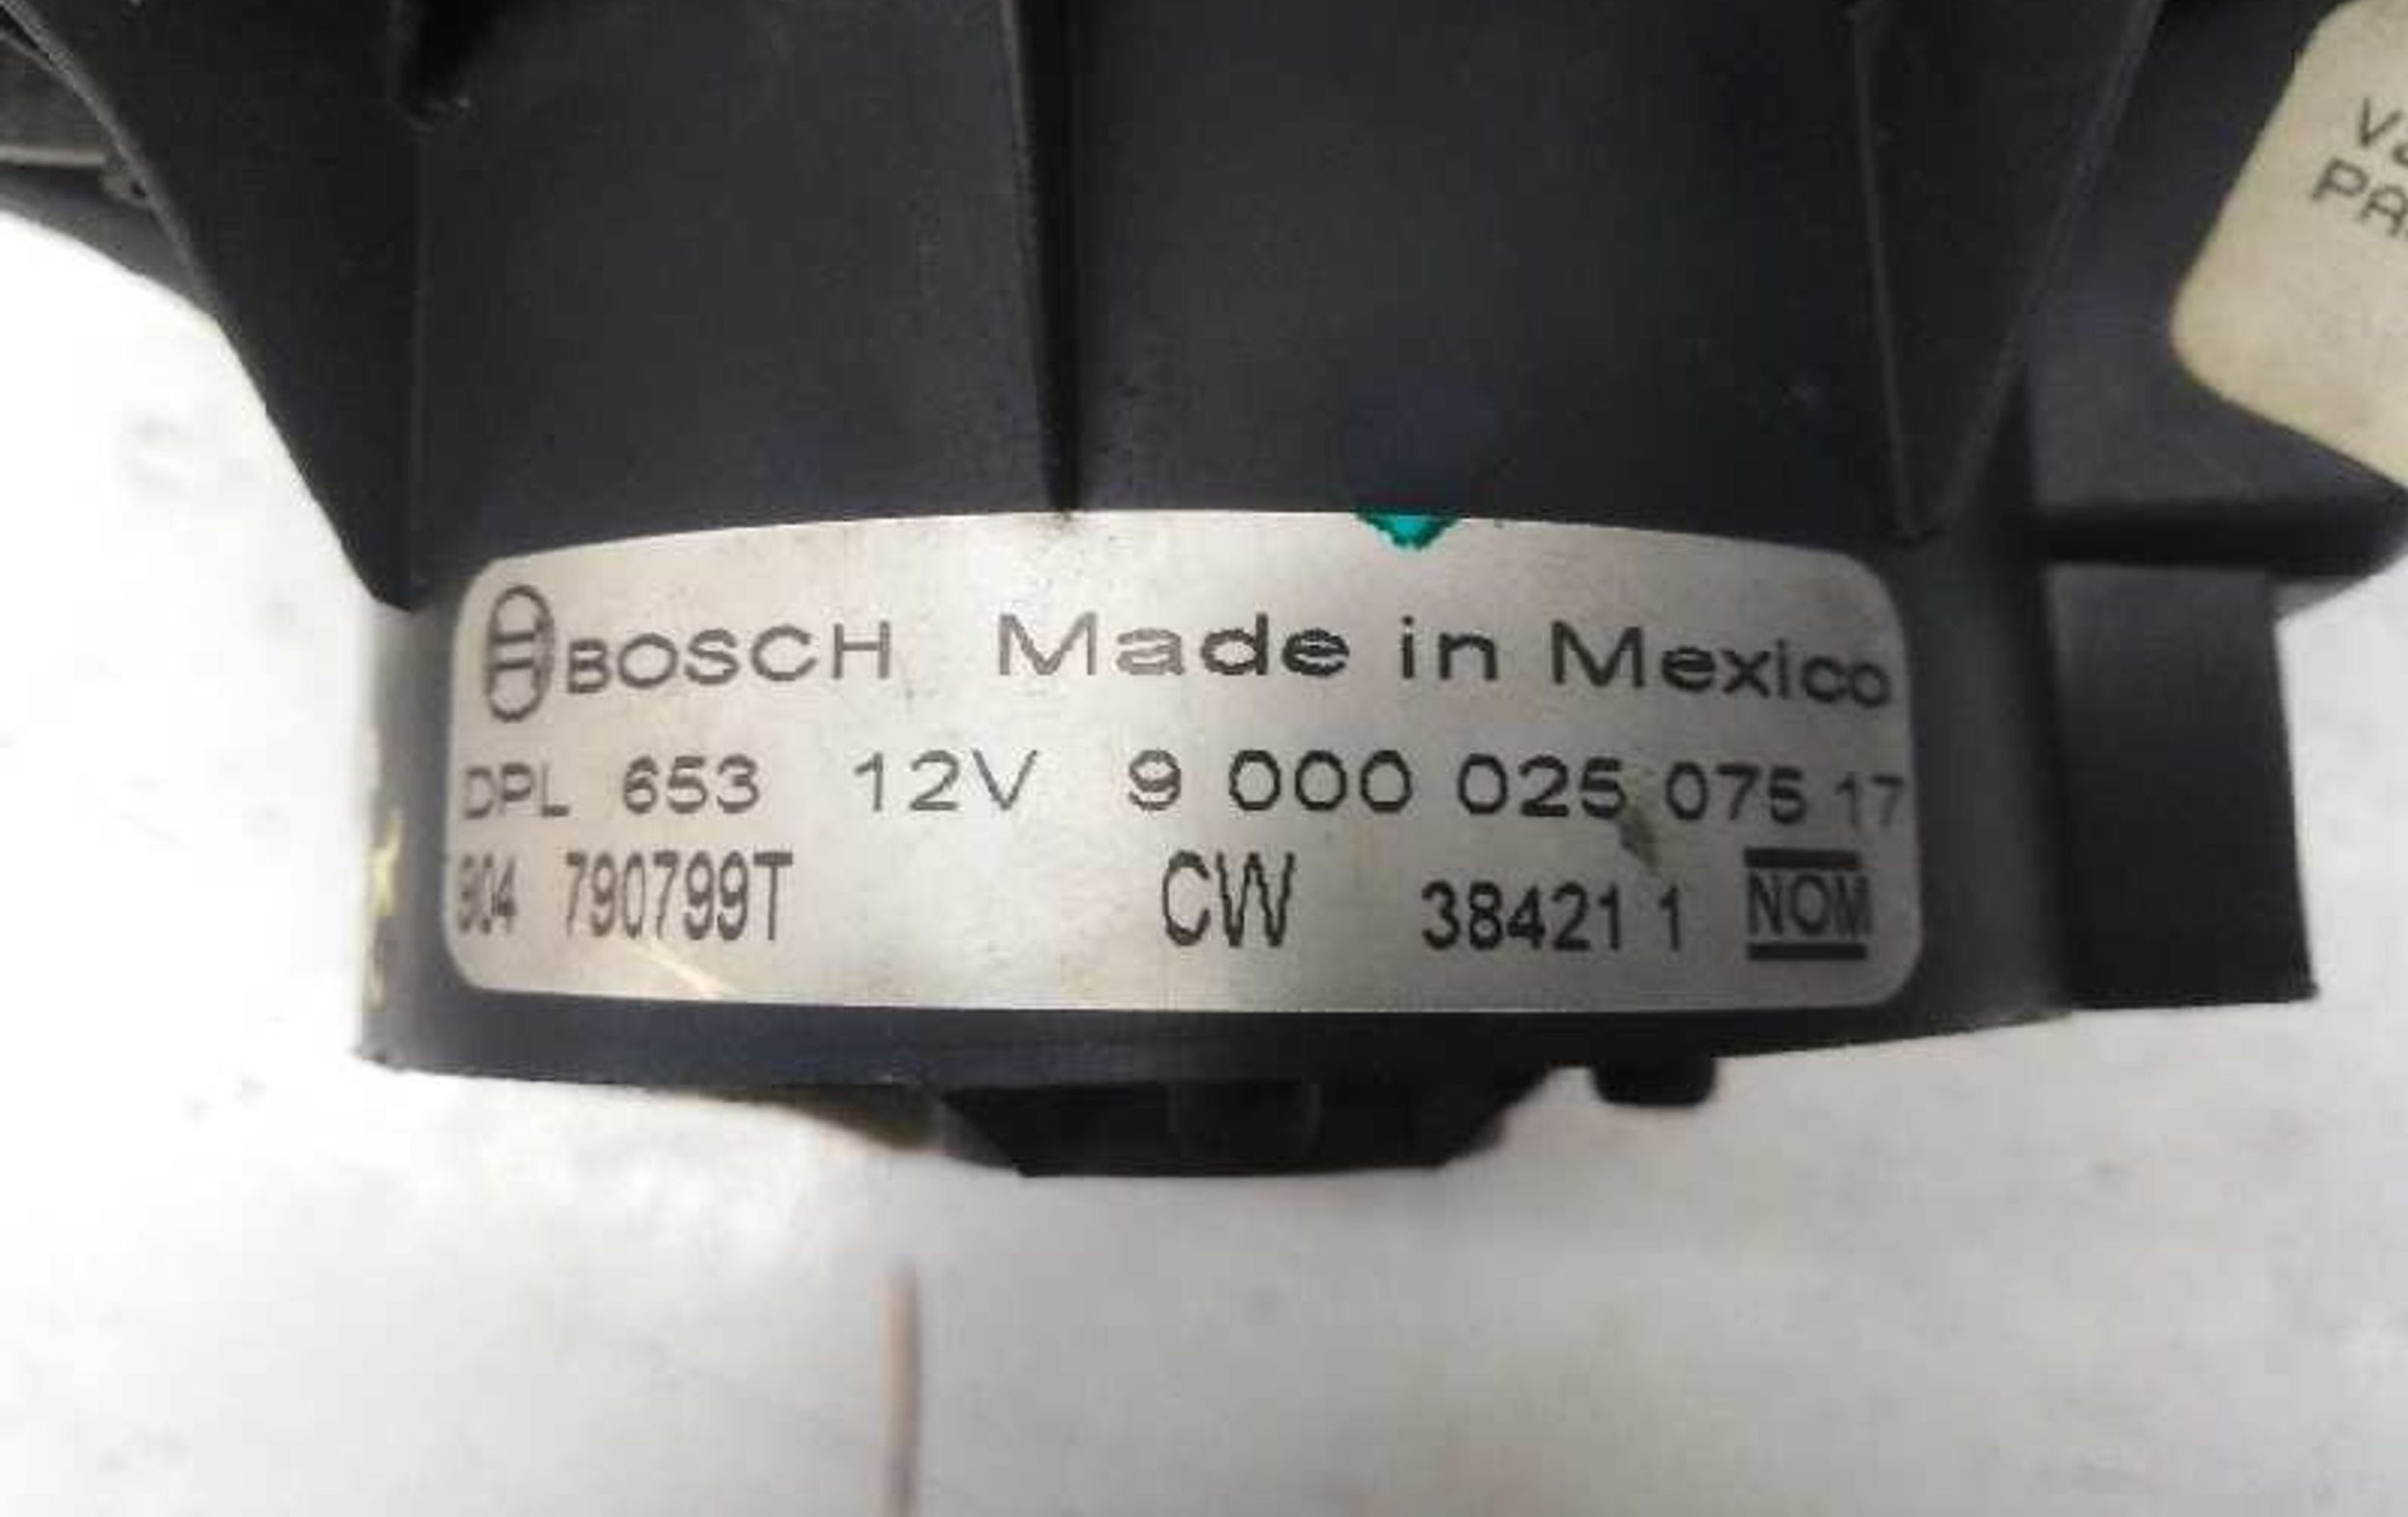 BOSCH Made in Mexico
DPL 653 12V 9 000 025 075 17
904 790799T CW 38421 1 NOM